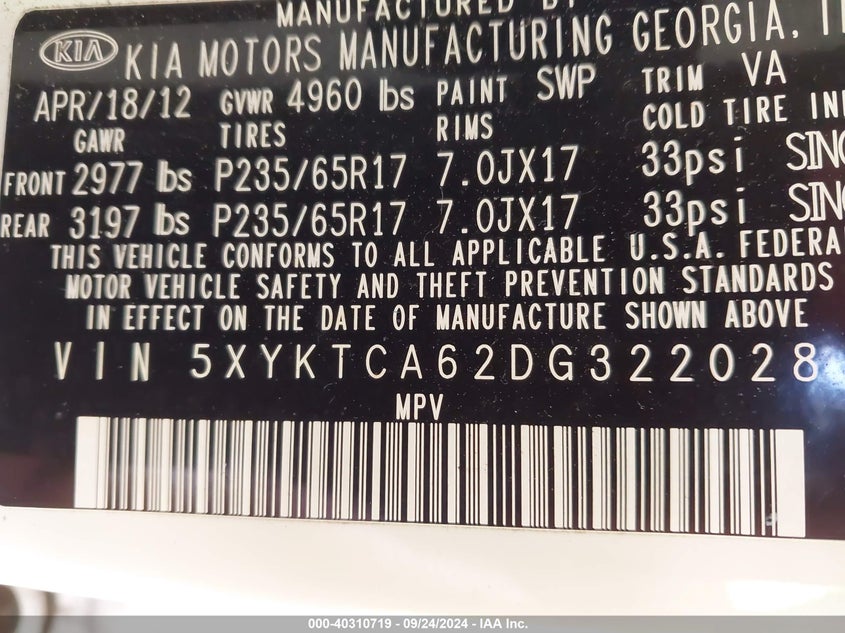 MANUFACTURED BY
KIA KIA MOTORS MANUFACTURING GEORGIA,
APR/18/12 GVWR 4960 lbs PAINT SWP TRIM VA
GAWR TIRES RIMS COLD TIRE
FRONT 2977 lbs P235/65R17 7.0JX17 33psi
REAR 3197 lbs P235/65R17 7.0JX17 33psi
THIS VEHICLE CONFORMS TO ALL APPLICABLE U.S.A. FEDERAL
MOTOR VEHICLE SAFETY AND THEFT PREVENTION STANDARDS
IN EFFECT ON THE DATE OF MANUFACTURE SHOWN ABOVE
VIN 5XYKTCA62DG322028
MPV
000-40310719 - 09/24/2024 - IAA Inc.